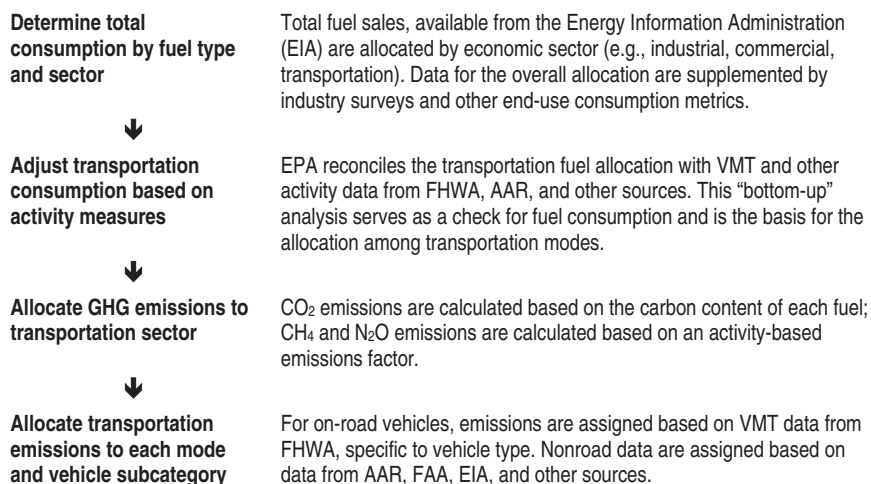 Determine total
consumption by fuel type
and sector
Total fuel sales, available from the Energy Information Administration
(EIA) are allocated by economic sector (e.g., industrial, commercial,
transportation). Data for the overall allocation are supplemented by
industry surveys and other end-use consumption metrics.
Adjust transportation
consumption based on
activity measures
EPA reconciles the transportation fuel allocation with VMT and other
activity data from FHWA, AAR, and other sources. This “bottom-up”
analysis serves as a check for fuel consumption and is the basis for the
allocation among transportation modes.
Allocate GHG emissions to
transportation sector
CO₂ emissions are calculated based on the carbon content of each fuel;
CH₄ and N₂O emissions are calculated based on an activity-based
emissions factor.
Allocate transportation
emissions to each mode
and vehicle subcategory
For on-road vehicles, emissions are assigned based on VMT data from
FHWA, specific to vehicle type. Nonroad data are assigned based on
data from AAR, FAA, EIA, and other sources.